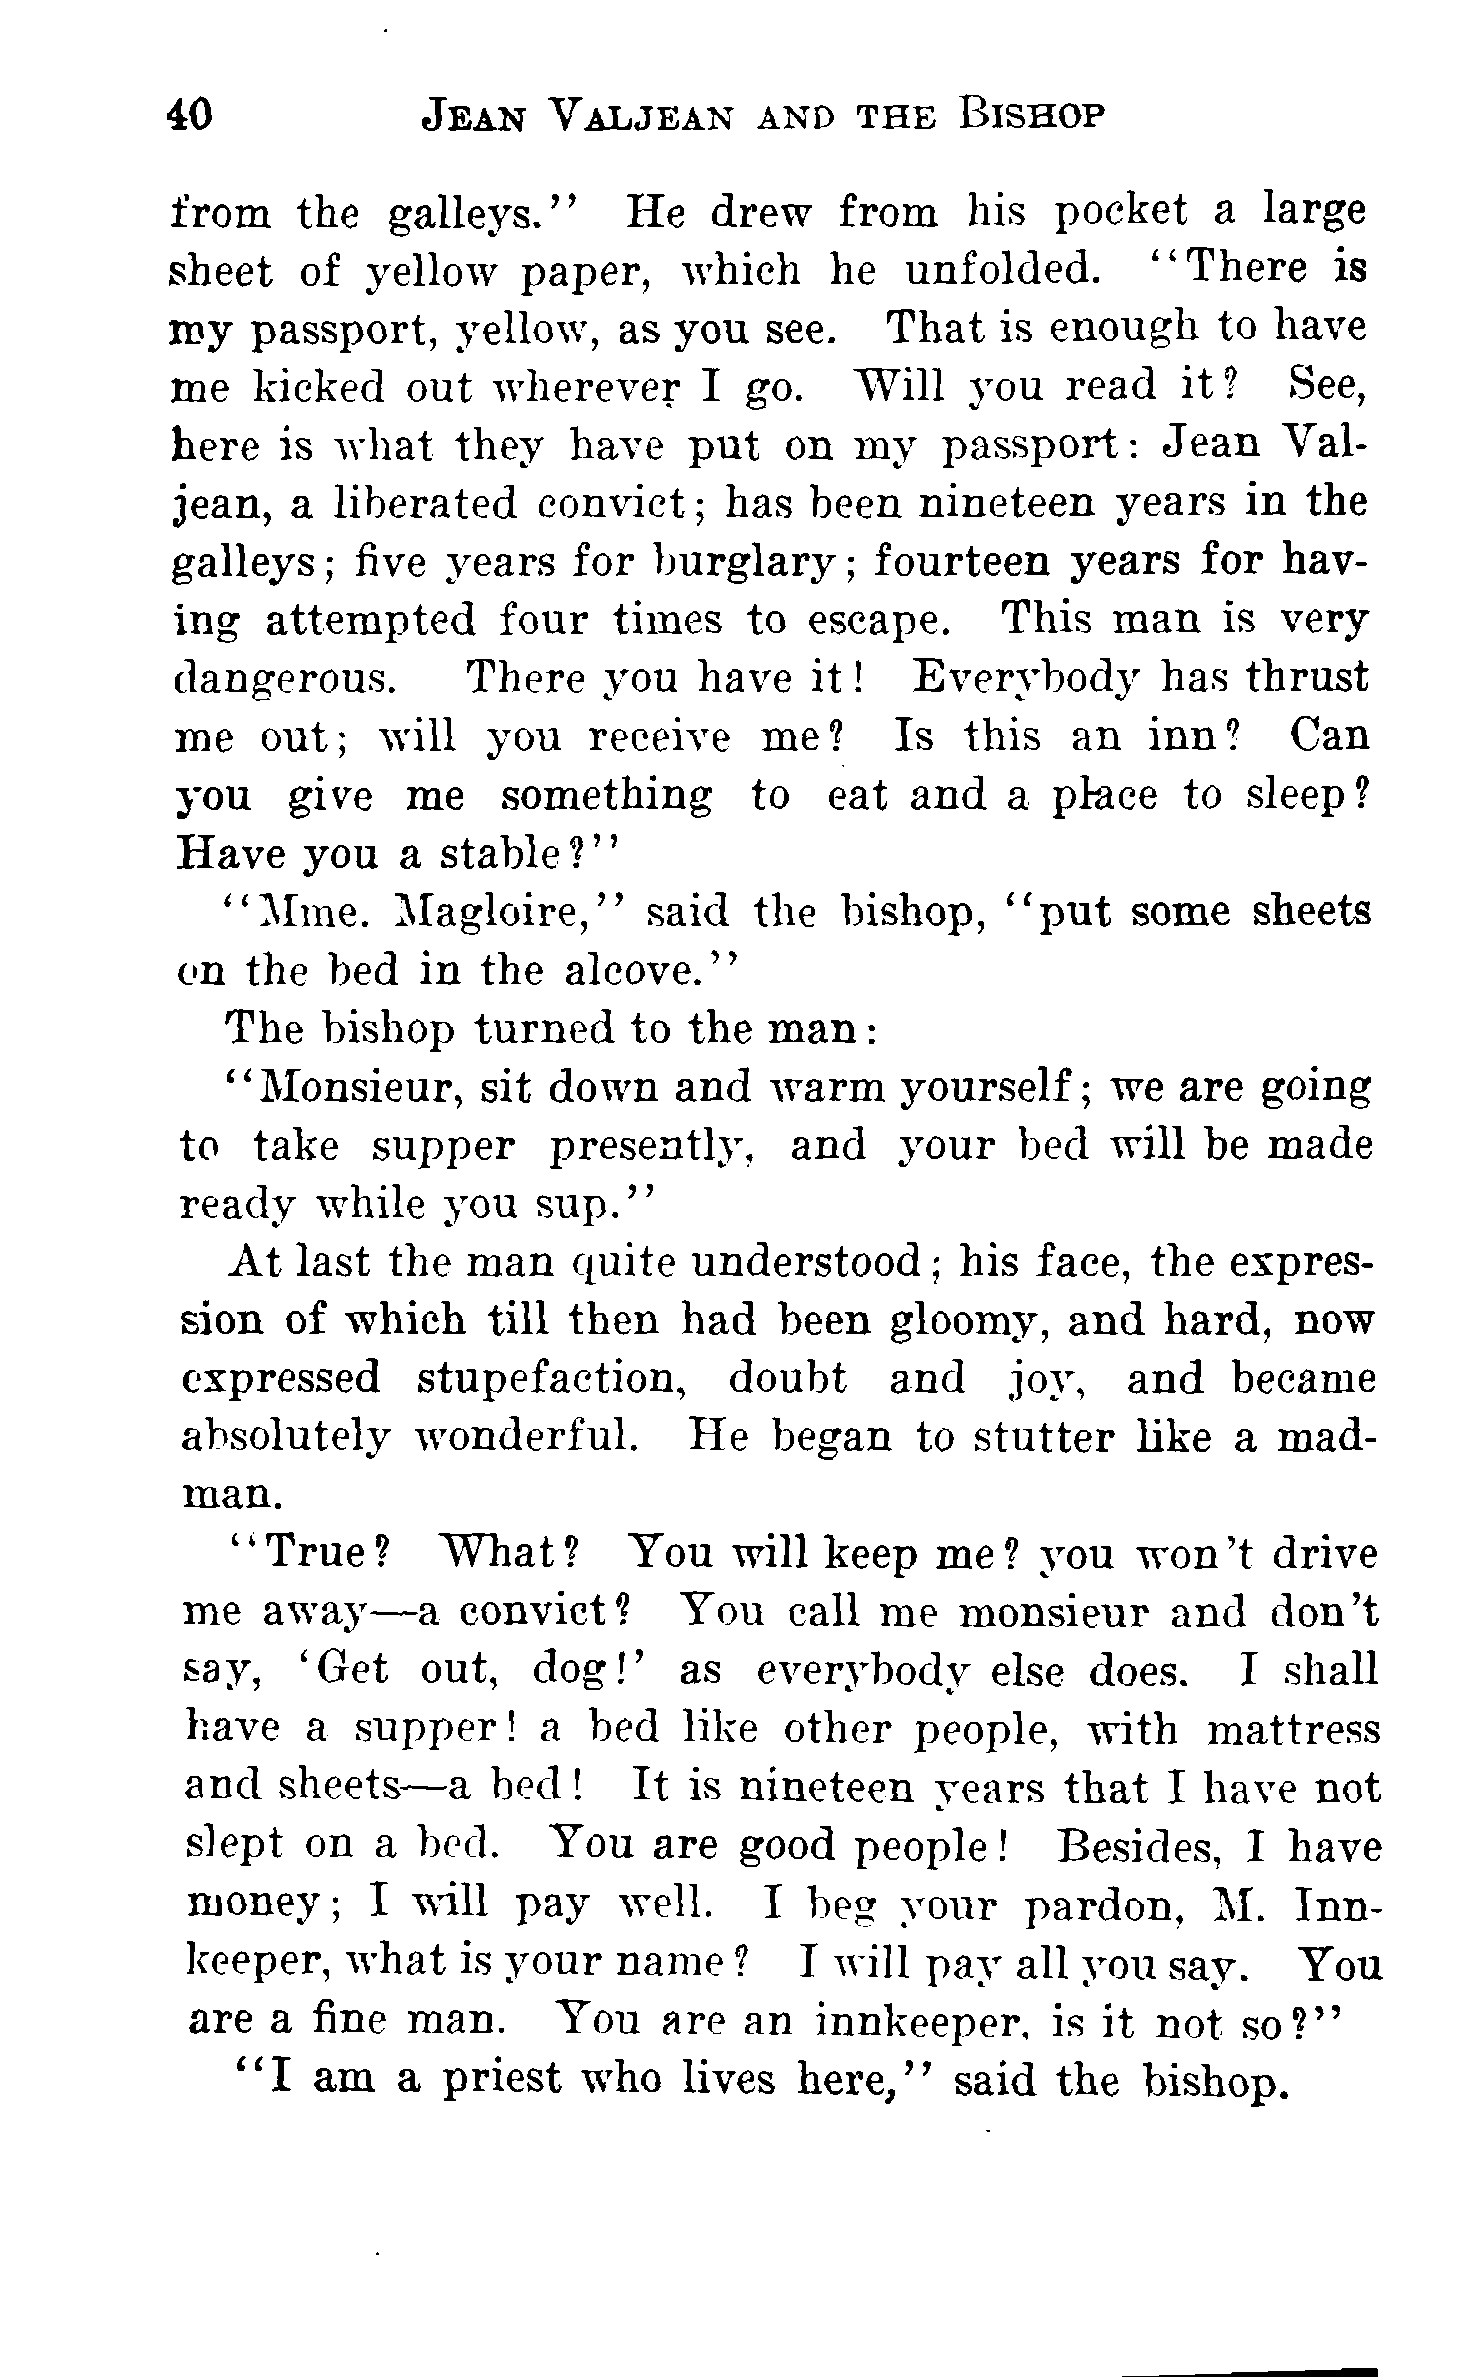 40 Jean Valjean and the Bishop
from the galleys." He drew from his pocket a large
sheet of yellow paper, which he unfolded. "There is
my passport, yellow, as you see. That is enough to have
me kicked out wherever I go. Will you read it? See,
here is what they have put on my passport: Jean Val-
jean, a liberated convict; has been nineteen years in the
galleys; five years for burglary; fourteen years for hav-
ing attempted four times to escape. This man is very
dangerous. There you have it! Everybody has thrust
me out; will you receive me? Is this an inn? Can
you give me something to eat and a place to sleep?
Have you a stable?"
"Mme. Magloire," said the bishop, "put some sheets
on the bed in the alcove."
The bishop turned to the man:
"Monsieur, sit down and warm yourself; we are going
to take supper presently, and your bed will be made
ready while you sup."
At last the man quite understood; his face, the expres-
sion of which till then had been gloomy, and hard, now
expressed stupefaction, doubt and joy, and became
absolutely wonderful. He began to stutter like a mad-
man.
"True? What? You will keep me? you won't drive
me away—a convict? You call me monsieur and don't
say, 'Get out, dog!' as everybody else does. I shall
have a supper! a bed like other people, with mattress
and sheets—a bed! It is nineteen years that I have not
slept on a bed. You are good people! Besides, I have
money; I will pay well. I beg your pardon, M. Inn-
keeper, what is your name? I will pay all you say. You
are a fine man. You are an innkeeper, is it not so?"
"I am a priest who lives here," said the bishop.